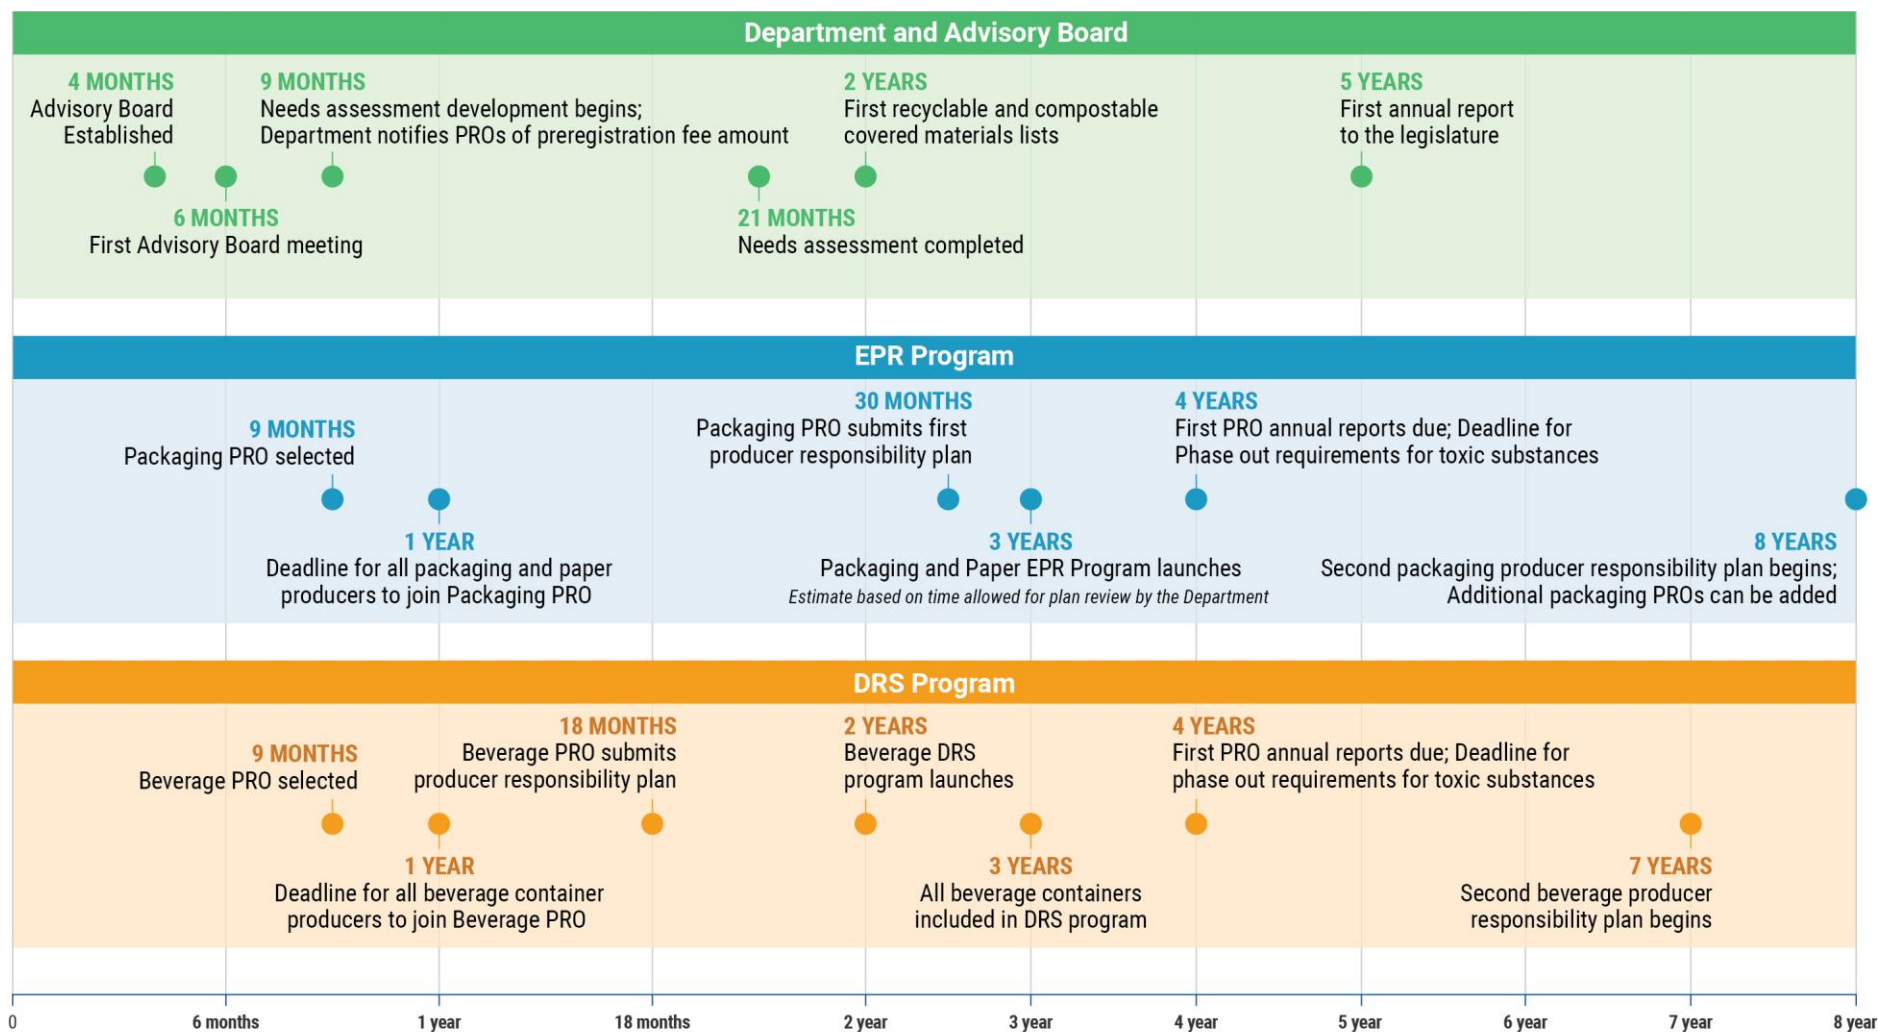 Department and Advisory Board
4 MONTHS
Advisory Board
Established
9 MONTHS
Needs assessment development begins;
Department notifies PROs of preregistration fee amount
2 YEARS
First recyclable and compostable
covered materials lists
5 YEARS
First annual report
to the legislature
6 MONTHS
First Advisory Board meeting
21 MONTHS
Needs assessment completed
EPR Program
9 MONTHS
Packaging PRO selected
30 MONTHS
Packaging PRO submits first
producer responsibility plan
4 YEARS
First PRO annual reports due; Deadline for
Phase out requirements for toxic substances
1 YEAR
Deadline for all packaging and paper
producers to join Packaging PRO
3 YEARS
Packaging and Paper EPR Program launches
Estimate based on time allowed for plan review by the Department
8 YEARS
Second packaging producer responsibility plan begins;
Additional packaging PROs can be added
DRS Program
9 MONTHS
Beverage PRO selected
18 MONTHS
Beverage PRO submits
producer responsibility plan
2 YEARS
Beverage DRS
program launches
4 YEARS
First PRO annual reports due; Deadline for
phase out requirements for toxic substances
1 YEAR
Deadline for all beverage container
producers to join Beverage PRO
3 YEARS
All beverage containers
included in DRS program
7 YEARS
Second beverage producer
responsibility plan begins
0
6 months
1 year
18 months
2 year
3 year
4 year
5 year
6 year
7 year
8 year